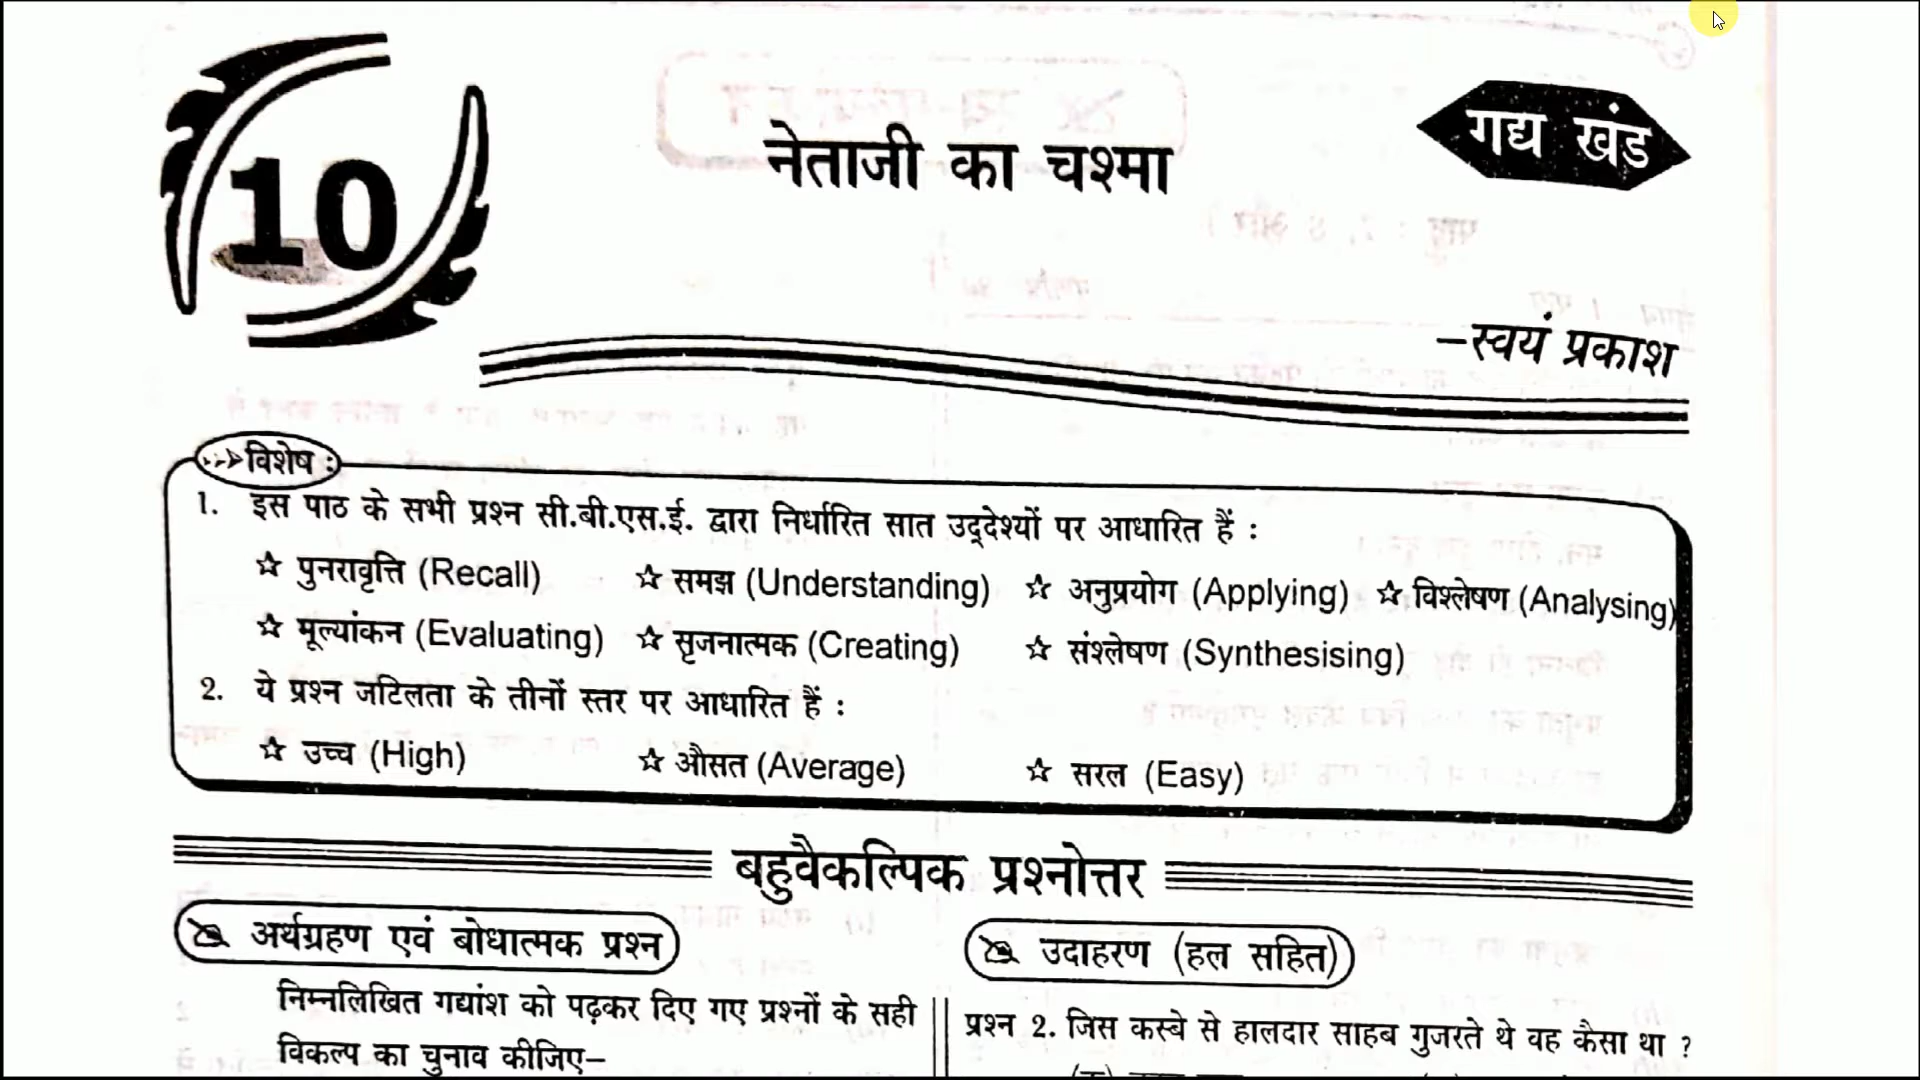 10
नेताजी का चश्मा
गद्य खंड
–स्वयं प्रकाश
विशेष :
1. इस पाठ के सभी प्रश्न सी.बी.एस.ई. द्वारा निर्धारित सात उद्देश्यों पर आधारित हैं :
☆ पुनरावृत्ति (Recall) ☆ समझ (Understanding) ☆ अनुप्रयोग (Applying) ☆ विश्लेषण (Analysing)
☆ मूल्यांकन (Evaluating) ☆ सृजनात्मक (Creating) ☆ संश्लेषण (Synthesising)
2. ये प्रश्न जटिलता के तीनों स्तर पर आधारित हैं :
☆ उच्च (High) ☆ औसत (Average) ☆ सरल (Easy)
बहुवैकल्पिक प्रश्नोत्तर
अर्थग्रहण एवं बोधात्मक प्रश्न
निम्नलिखित गद्यांश को पढ़कर दिए गए प्रश्नों के सही
विकल्प का चुनाव कीजिए–
उदाहरण (हल सहित)
प्रश्न 2. जिस कस्बे से हालदार साहब गुजरते थे वह कैसा था ?